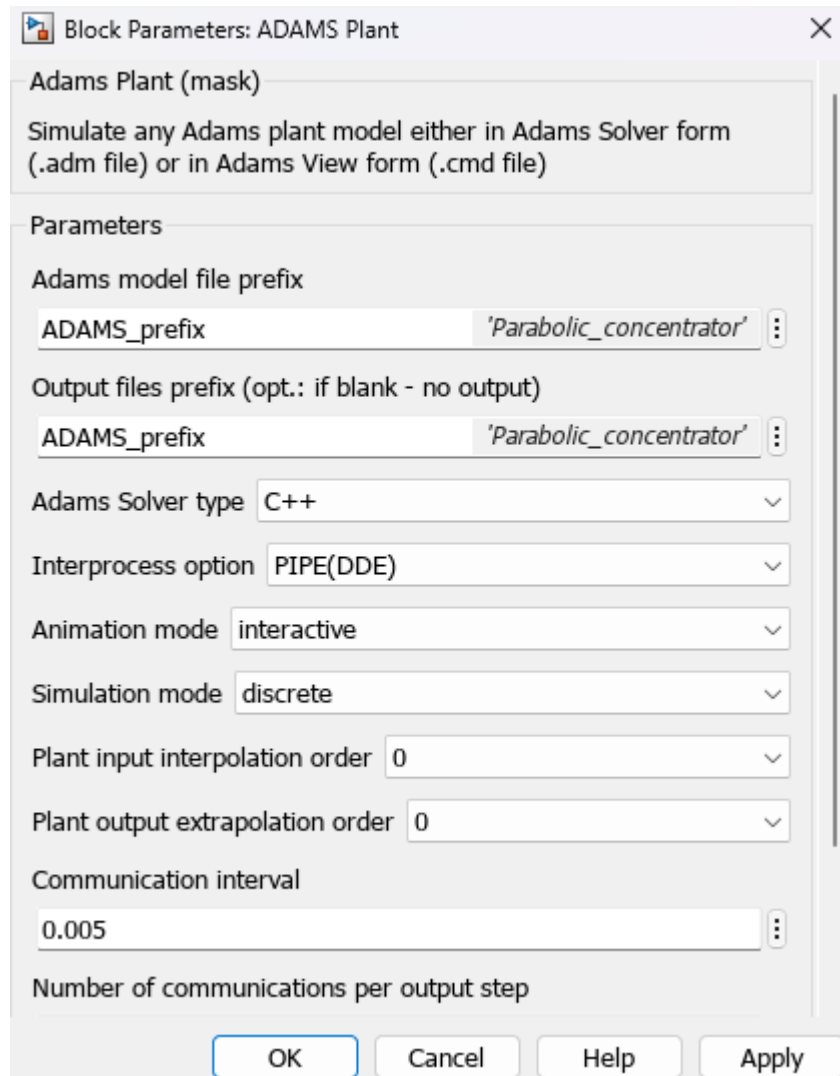 Block Parameters: ADAMS Plant
Adams Plant (mask)
Simulate any Adams plant model either in Adams Solver form
(.adm file) or in Adams View form (.cmd file)
Parameters
Adams model file prefix
ADAMS_prefix 'Parabolic_concentrator'
Output files prefix (opt.: if blank - no output)
ADAMS_prefix 'Parabolic_concentrator'
Adams Solver type C++
Interprocess option PIPE(DDE)
Animation mode interactive
Simulation mode discrete
Plant input interpolation order 0
Plant output extrapolation order 0
Communication interval
0.005
Number of communications per output step
OK Cancel Help Apply